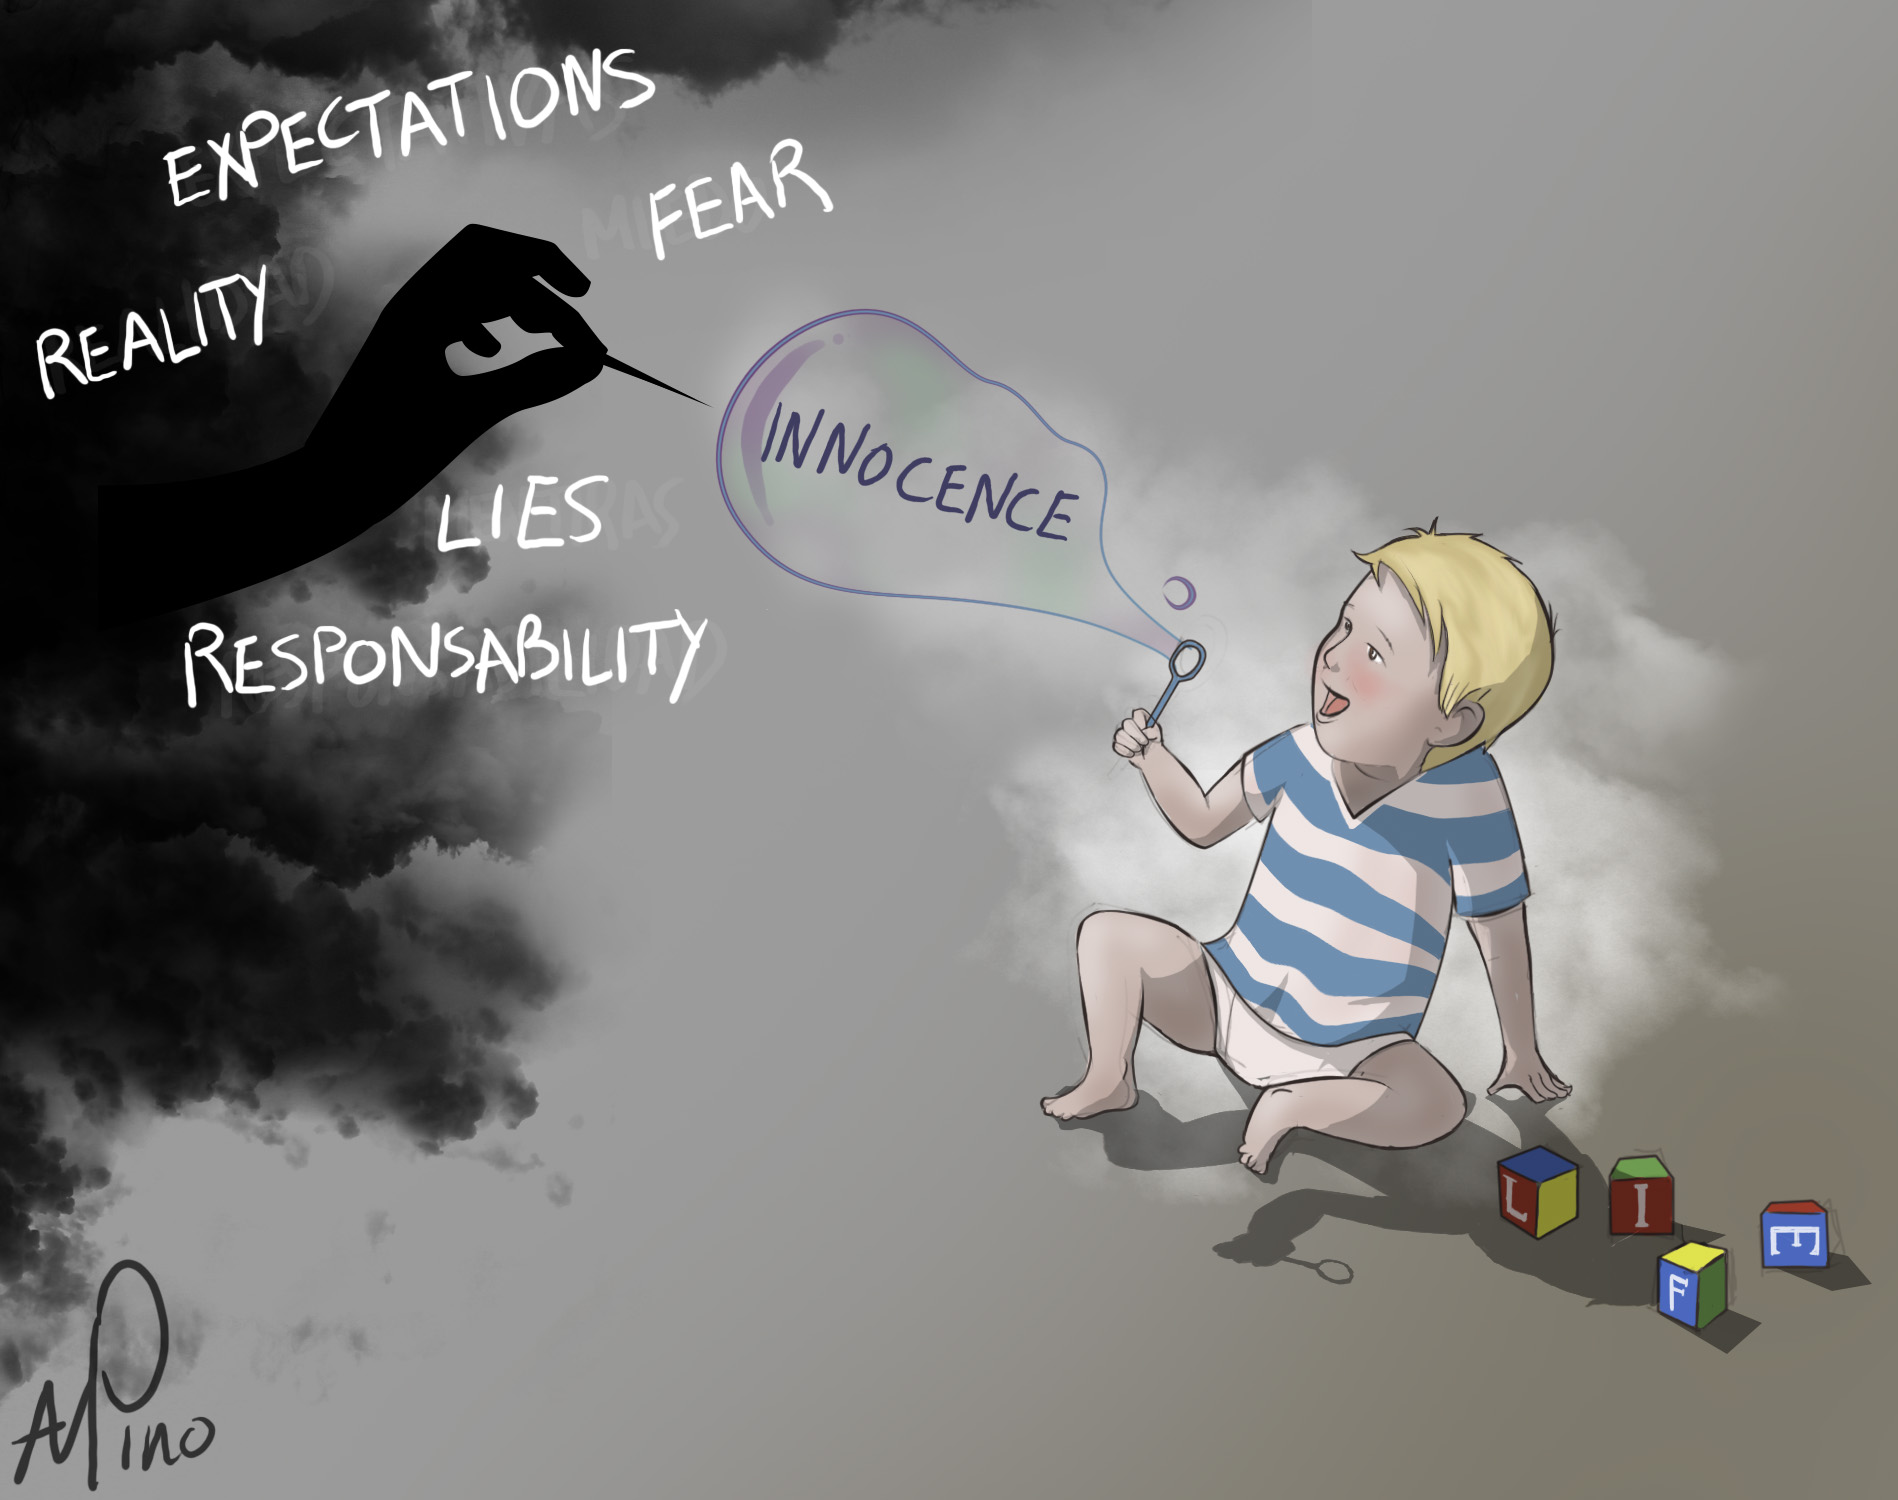 EXPECTATIONS
FEAR
REALITY
INNOCENCE
LIES
RESPONSABILITY
L I F E
APino